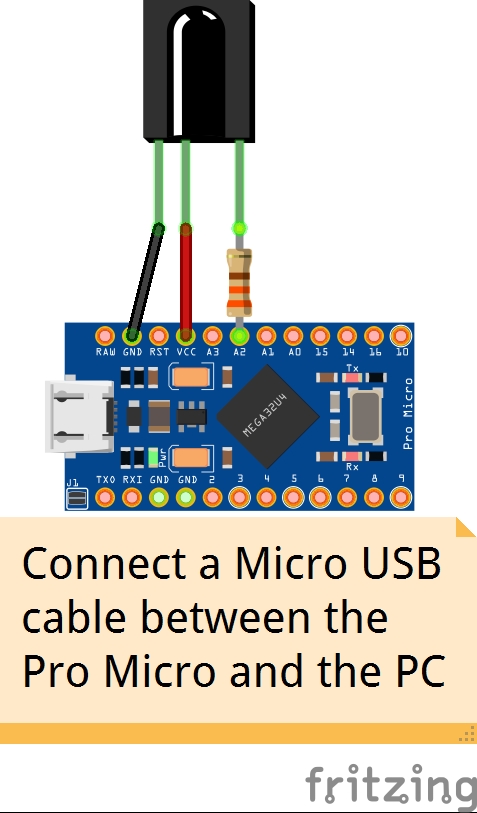 RAW GND RST VCC A3 A2 A1 A0 15 14 16 10
Tx
MEGA32U4
Pro Micro
Pwr
Rx
J1
TX0 RXI GND GND 2 3 4 5 6 7 8 9
Connect a Micro USB
cable between the
Pro Micro and the PC
fritzing